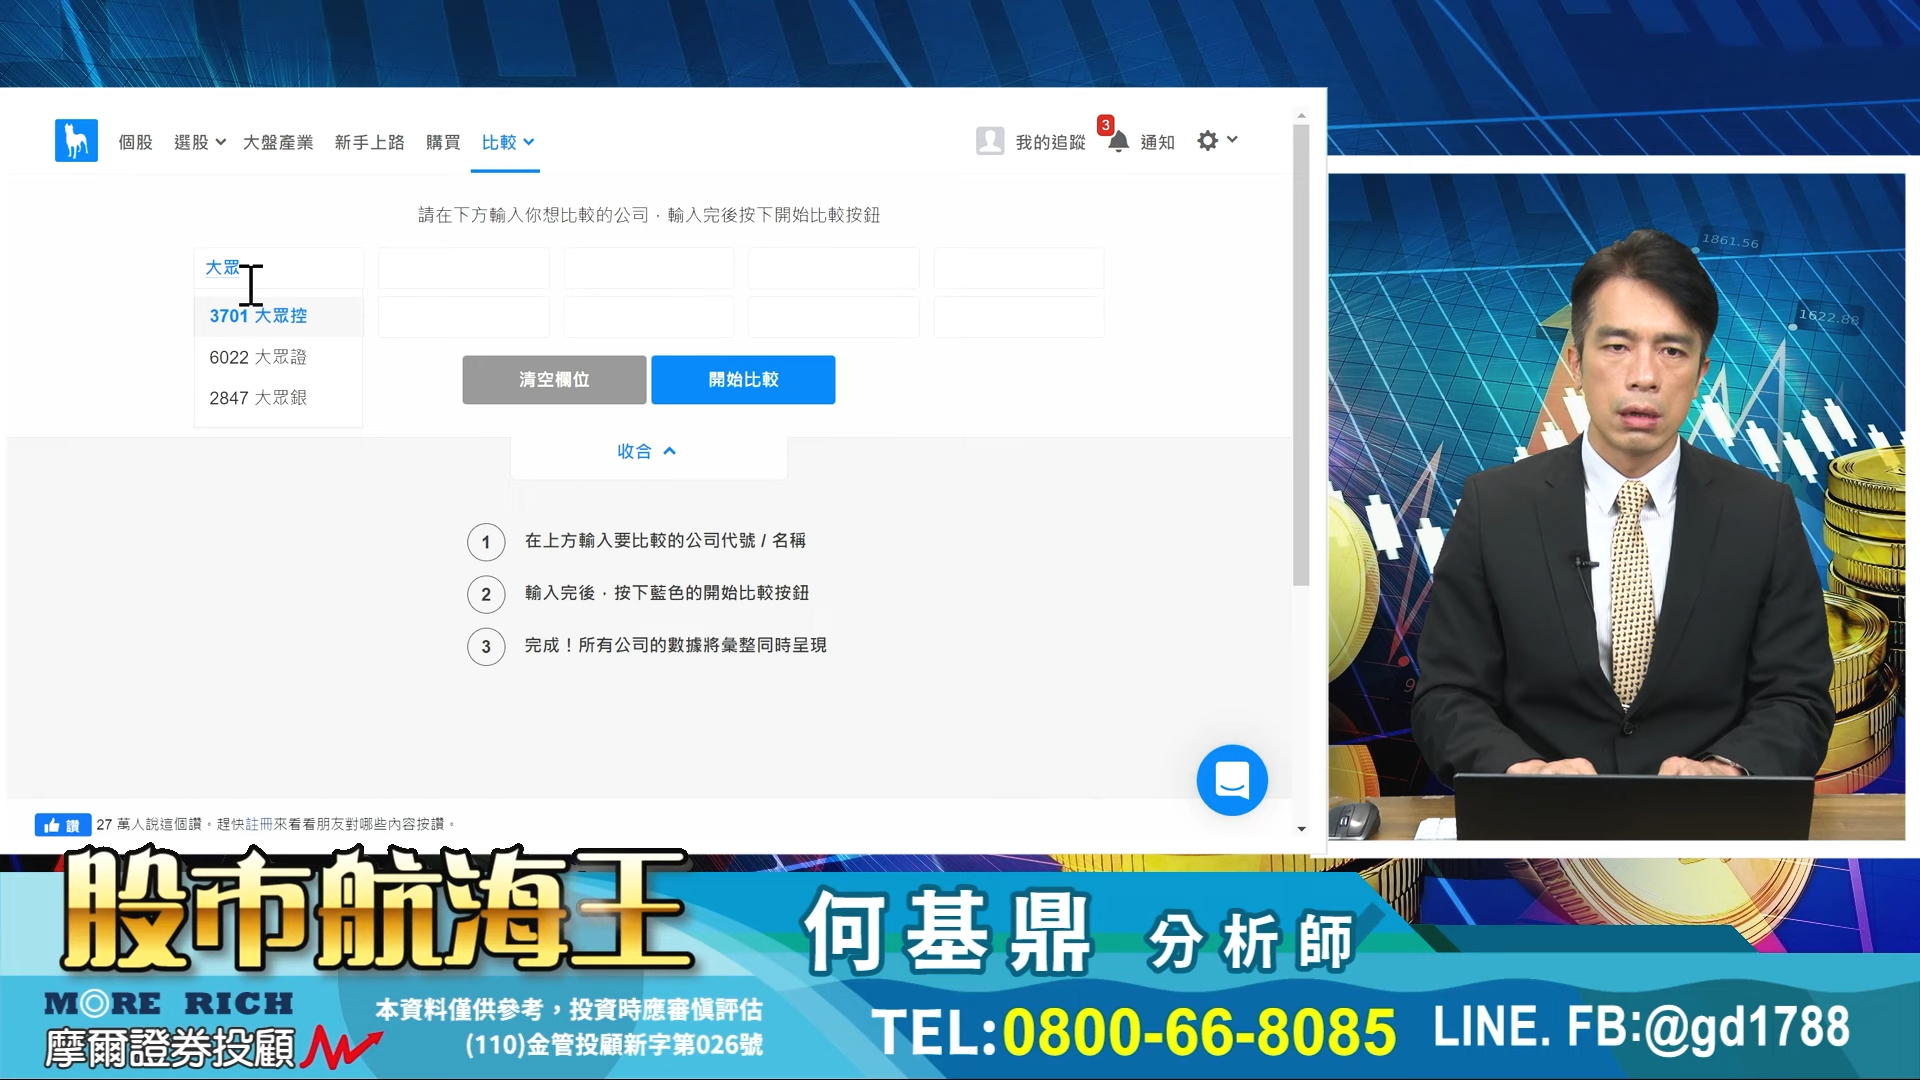 個股 選股 大盤產業 新手上路 購買 比較 我的追蹤 3 通知
請在下方輸入你想比較的公司，輸入完後按下開始比較按鈕
大眾
3701 大眾控
6022 大眾證
2847 大眾銀
清空欄位 開始比較
收合
1 在上方輸入要比較的公司代號 / 名稱
2 輸入完後，按下藍色的開始比較按鈕
3 完成！所有公司的數據將彙整同時呈現
讚 27 萬人說這個讚。趕快註冊來看看朋友對哪些內容按讚。
1861.56
1622.88
股市航海王
何基鼎 分析師
MORE RICH
摩爾證券投顧
本資料僅供參考，投資時應審慎評估
(110)金管投顧新字第026號
TEL:0800-66-8085
LINE. FB:@gd1788